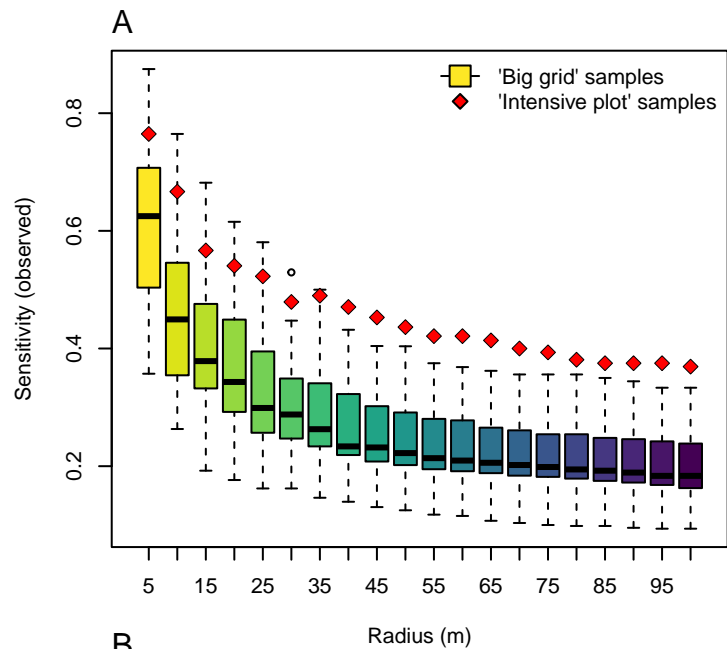 A
'Big grid' samples
'Intensive plot' samples
Sensitivity (observed)
0.8
0.6
0.4
0.2
5 15 25 35 45 55 65 75 85 95
Radius (m)
B